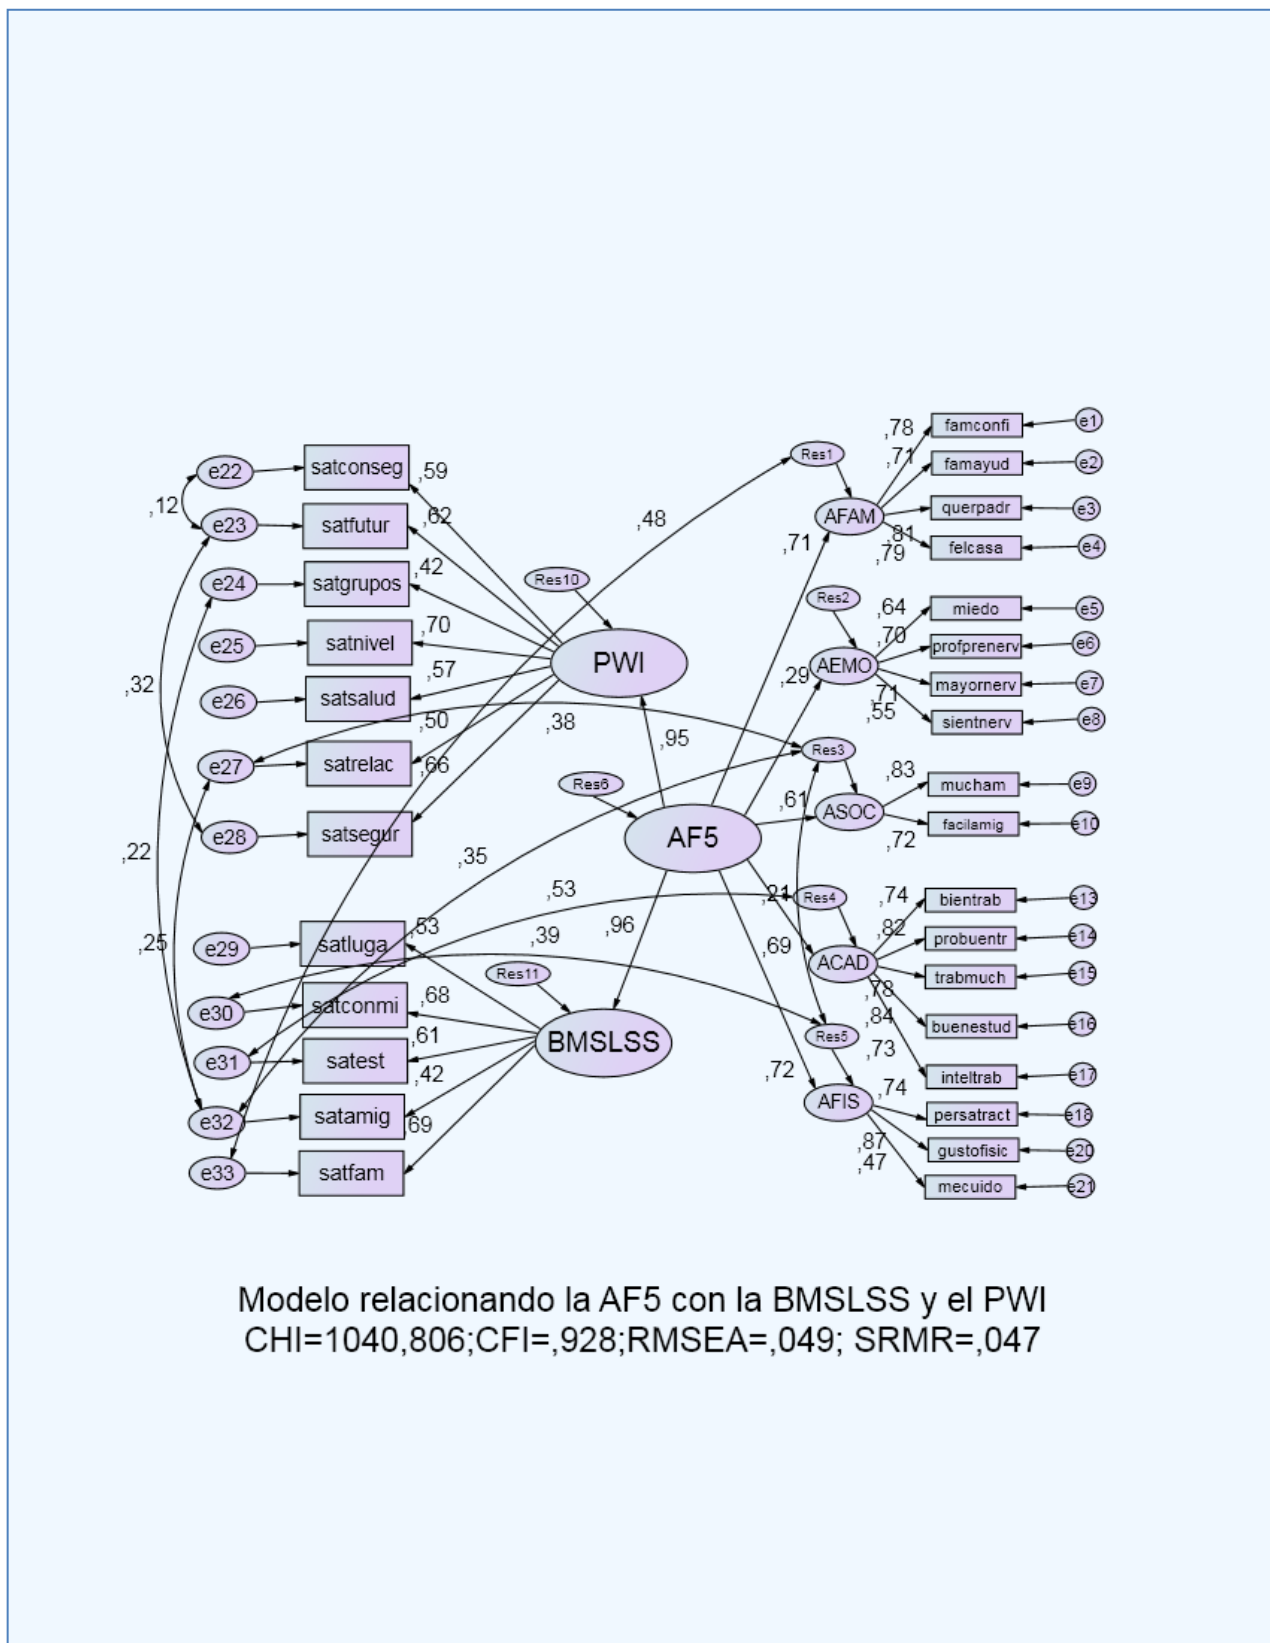 e22
satconseg
,59
,12
e23
satfutur
,62
e24
satgrupos
,42
e25
satnivel
,70
e26
satsalud
,57
,32
e27
satrelac
,50
,66
e28
satsegur
,22
,25
e29
satluga
,53
e30
satconmi
,68
e31
satest
,61
e32
satamig
,42
e33
satfam
,69
Res10
PWI
,48
,38
,95
Res6
AF5
,35
,53
,39
,96
Res11
BMSLSS
Res1
AFAM
,71
,78
famconfi
e1
,71
famayud
e2
querpadr
e3
,81
,79
felcasa
e4
Res2
AEMO
,29
,64
miedo
e5
,70
profprenerv
e6
mayornerv
e7
,71
,55
sientnerv
e8
Res3
ASOC
,61
,83
mucham
e9
,72
facilamig
e10
Res4
ACAD
,21
,69
,74
bientrab
e13
,82
probuentr
e14
trabmuch
e15
,78
,84
buenestud
e16
,73
inteltrab
e17
Res5
AFIS
,72
,74
persatract
e18
,87
gustofisic
e20
,47
mecuido
e21
Modelo relacionando la AF5 con la BMSLSS y el PWI
CHI=1040,806;CFI=,928;RMSEA=,049; SRMR=,047